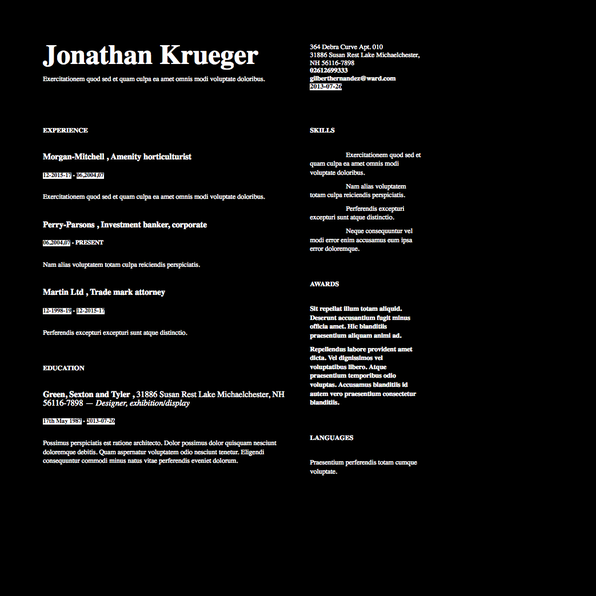 Jonathan Krueger
Exercitationem quod sed et quam culpa ea amet omnis modi voluptate doloribus.
364 Debra Curve Apt. 010
31886 Susan Rest Lake Michaelchester,
NH 56116-7898
02612699333
gilberthernandez@ward.com
2013-07-26
EXPERIENCE
Morgan-Mitchell , Amenity horticulturist
12-2015-17 - 06.2004.07
Exercitationem quod sed et quam culpa ea amet omnis modi voluptate doloribus.
Perry-Parsons , Investment banker, corporate
06.2004.07 - PRESENT
Nam alias voluptatem totam culpa reiciendis perspiciatis.
Martin Ltd , Trade mark attorney
12-1998-19 - 12-2015-17
Perferendis excepturi excepturi sunt atque distinctio.
EDUCATION
Green, Sexton and Tyler , 31886 Susan Rest Lake Michaelchester, NH
56116-7898 — Designer, exhibition/display
17th May 1987 - 2013-07-26
Possimus perspiciatis est ratione architecto. Dolor possimus dolor quisquam nesciunt
doloremque debitis. Quam aspernatur voluptatem odio nesciunt tenetur. Eligendi
consequuntur commodi minus natus vitae perferendis eveniet dolorum.
SKILLS
Exercitationem quod sed et
quam culpa ea amet omnis modi
voluptate doloribus.
Nam alias voluptatem
totam culpa reiciendis perspiciatis.
Perferendis excepturi
excepturi sunt atque distinctio.
Neque consequuntur vel
modi error enim accusamus eum ipsa
error doloremque.
AWARDS
Sit repellat illum totam aliquid.
Deserunt accusantium fugit minus
officia amet. Hic blanditiis
praesentium aliquam animi ad.
Repellendus labore provident amet
dicta. Vel dignissimos vel
voluptatibus libero. Atque
praesentium temporibus odio
voluptas. Accusamus blanditiis id
autem vero praesentium consectetur
blanditiis.
LANGUAGES
Praesentium perferendis totam cumque
voluptate.